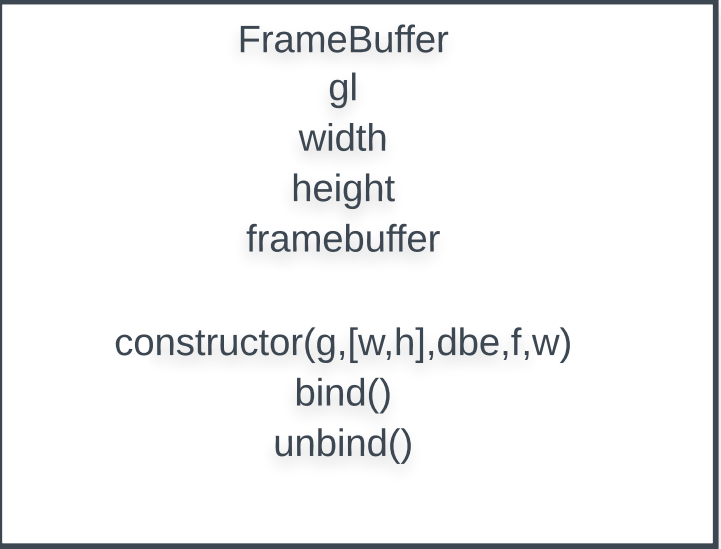 FrameBuffer
gl
width
height
framebuffer
constructor(g,[w,h],dbe,f,w)
bind()
unbind()